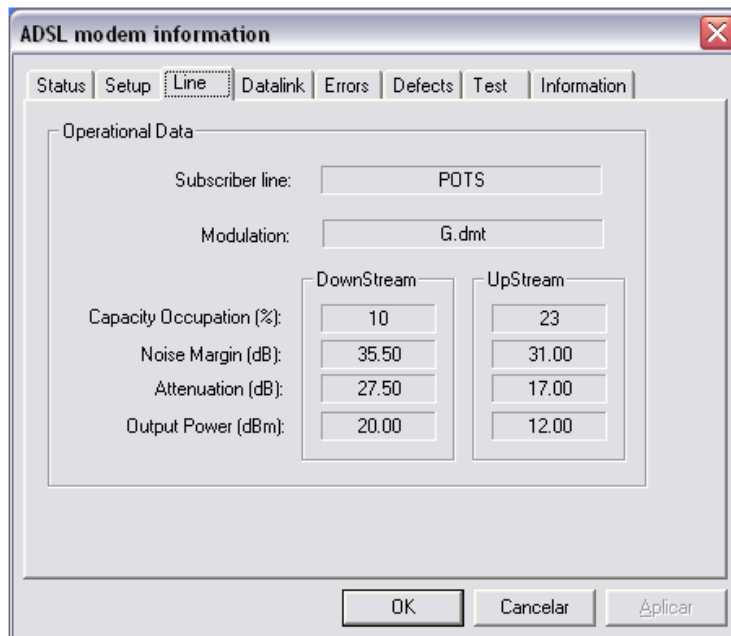 ADSL modem information
Status Setup Line Datalink Errors Defects Test Information
Operational Data
Subscriber line: POTS
Modulation: G.dmt
DownStream UpStream
Capacity Occupation (%): 10 23
Noise Margin (dB): 35.50 31.00
Attenuation (dB): 27.50 17.00
Output Power (dBm): 20.00 12.00
OK Cancelar Aplicar